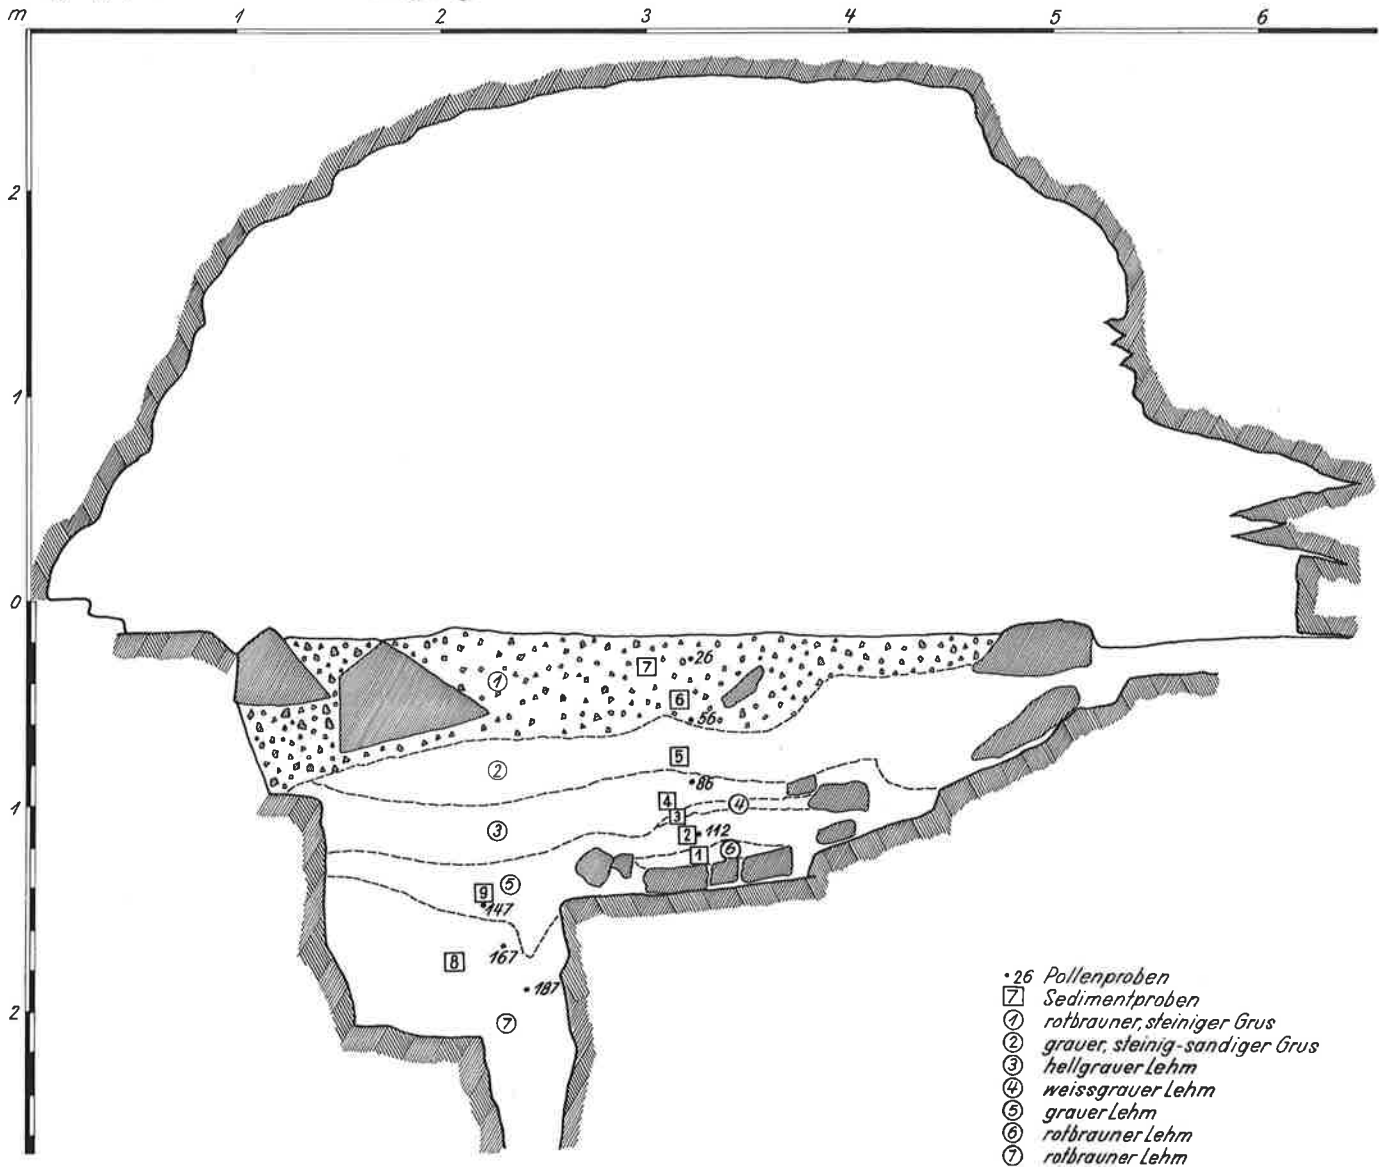 m 1 2 3 4 5 6
2
1
0
1
2
7 26
1
6
56
5
2
86
4
4
3
3
2 112
1 6
9 5
147
167
8
187
7
• 26 Pollenproben
7 Sedimentproben
1 rotbrauner, steiniger Grus
2 grauer, steinig-sandiger Grus
3 hellgrauer Lehm
4 weissgrauer Lehm
5 grauer Lehm
6 rotbrauner Lehm
7 rotbrauner Lehm